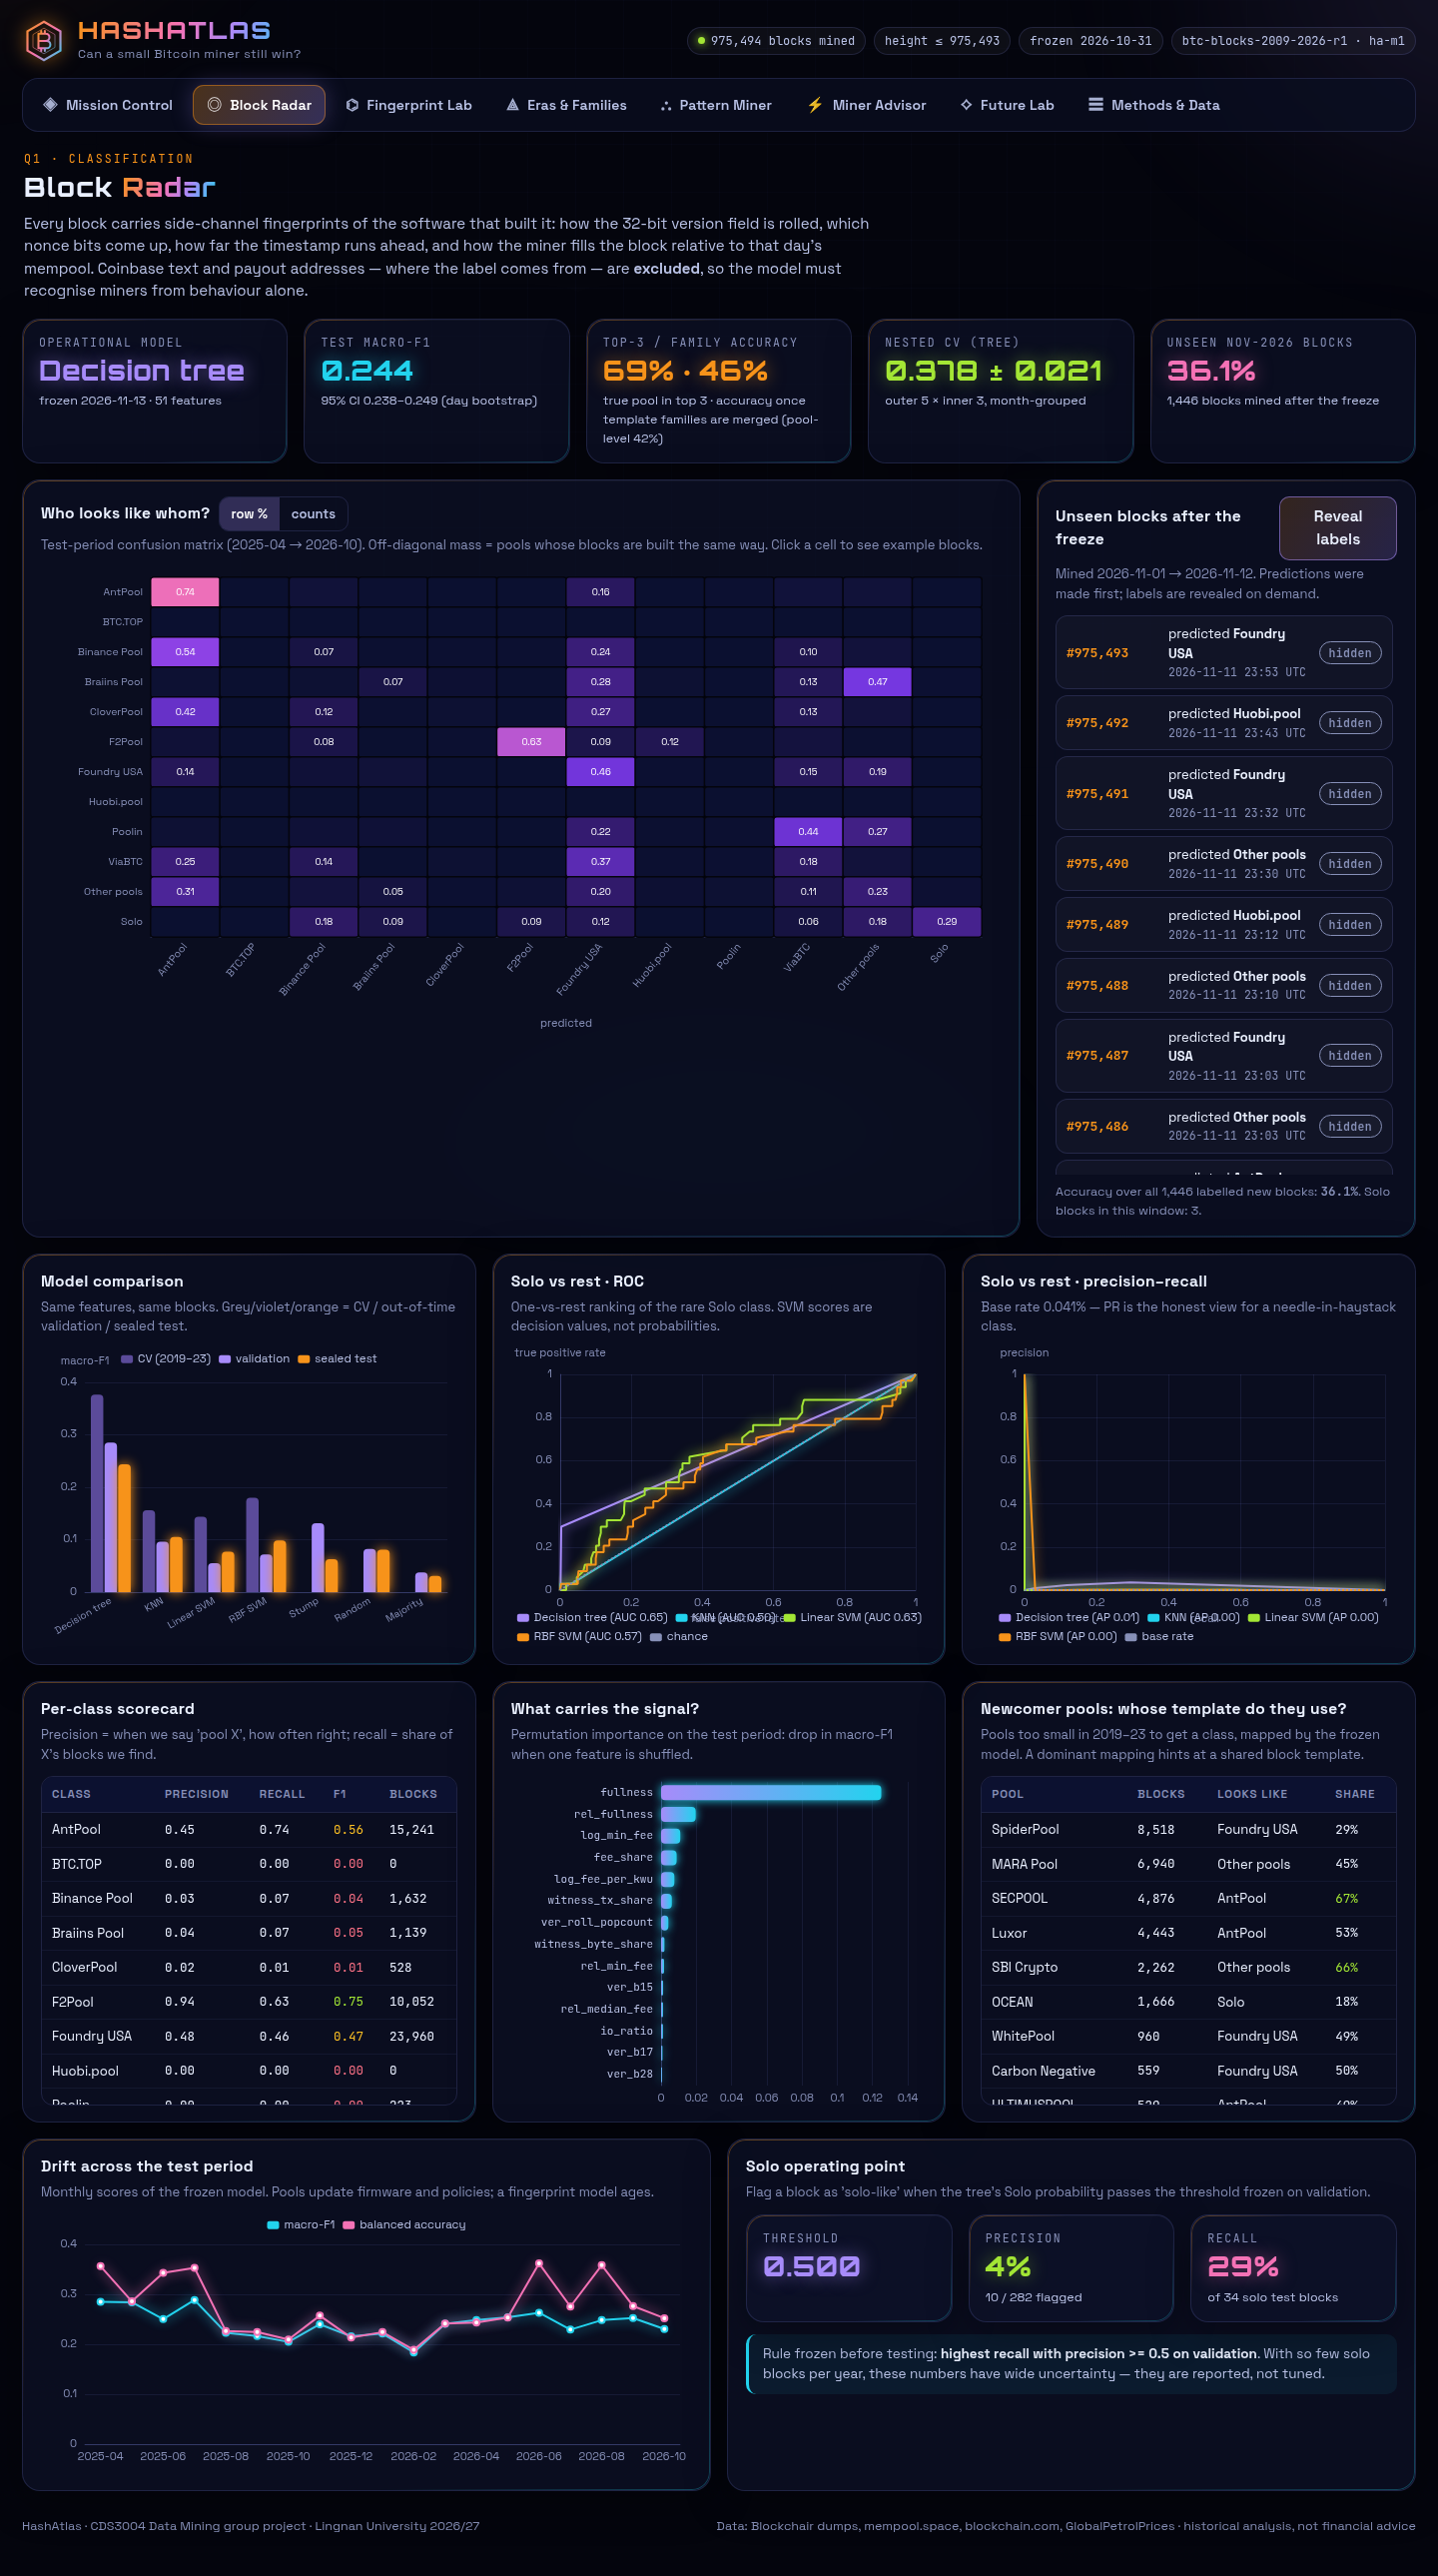 HASHATLAS
Can a small Bitcoin miner still win?
975,494 blocks mined
height ≤ 975,493
frozen 2026-10-31
btc-blocks-2009-2026-r1 · ha-m1
Mission Control
Block Radar
Fingerprint Lab
Eras & Families
Pattern Miner
Miner Advisor
Future Lab
Methods & Data
Q1 · CLASSIFICATION
Block Radar
Every block carries side-channel fingerprints of the software that built it: how the 32-bit version field is rolled, which
nonce bits come up, how far the timestamp runs ahead, and how the miner fills the block relative to that day's
mempool. Coinbase text and payout addresses — where the label comes from — are excluded, so the model must
recognise miners from behaviour alone.
OPERATIONAL MODEL
Decision tree
frozen 2026-11-13 · 51 features
TEST MACRO-F1
0.244
95% CI 0.238–0.249 (day bootstrap)
TOP-3 / FAMILY ACCURACY
69% · 46%
true pool in top 3 · accuracy once
template families are merged (pool-
level 42%)
NESTED CV (TREE)
0.378 ± 0.021
outer 5 × inner 3, month-grouped
UNSEEN NOV-2026 BLOCKS
36.1%
1,446 blocks mined after the freeze
Who looks like whom?
row %
counts
Test-period confusion matrix (2025-04 → 2026-10). Off-diagonal mass = pools whose blocks are built the same way. Click a cell to see example blocks.
AntPool 0.74 0.16
BTC.TOP
Binance Pool 0.54 0.07 0.24 0.10
Braiins Pool 0.07 0.28 0.13 0.47
CloverPool 0.42 0.12 0.27 0.13
F2Pool 0.08 0.63 0.09 0.12
Foundry USA 0.14 0.46 0.15 0.19
Huobi.pool
Poolin 0.22 0.44 0.27
ViaBTC 0.25 0.14 0.37 0.18
Other pools 0.31 0.05 0.20 0.11 0.23
Solo 0.18 0.09 0.09 0.12 0.06 0.18 0.29
AntPool BTC.TOP Binance Pool Braiins Pool CloverPool F2Pool Foundry USA Huobi.pool Poolin ViaBTC Other pools Solo
predicted
Unseen blocks after the
freeze
Reveal
labels
Mined 2026-11-01 → 2026-11-12. Predictions were
made first; labels are revealed on demand.
#975,493 predicted Foundry
USA
2026-11-11 23:53 UTC
hidden
#975,492 predicted Huobi.pool
2026-11-11 23:43 UTC
hidden
#975,491 predicted Foundry
USA
2026-11-11 23:32 UTC
hidden
#975,490 predicted Other pools
2026-11-11 23:30 UTC
hidden
#975,489 predicted Huobi.pool
2026-11-11 23:12 UTC
hidden
#975,488 predicted Other pools
2026-11-11 23:10 UTC
hidden
#975,487 predicted Foundry
USA
2026-11-11 23:03 UTC
hidden
#975,486 predicted Other pools
2026-11-11 23:03 UTC
hidden
Accuracy over all 1,446 labelled new blocks: 36.1%. Solo
blocks in this window: 3.
Model comparison
Same features, same blocks. Grey/violet/orange = CV / out-of-time
validation / sealed test.
macro-F1
CV (2019–23) validation sealed test
0.4
0.3
0.2
0.1
0
Decision tree KNN Linear SVM RBF SVM Stump Random Majority
Solo vs rest · ROC
One-vs-rest ranking of the rare Solo class. SVM scores are
decision values, not probabilities.
true positive rate
1
0.8
0.6
0.4
0.2
0
0 0.2 0.4 0.6 0.8 1
Decision tree (AUC 0.65) KNN (AUC 0.50) Linear SVM (AUC 0.63)
RBF SVM (AUC 0.57) chance
Solo vs rest · precision–recall
Base rate 0.041% — PR is the honest view for a needle-in-haystack
class.
precision
1
0.8
0.6
0.4
0.2
0
0 0.2 0.4 0.6 0.8 1
Decision tree (AP 0.01) KNN (AP 0.00) Linear SVM (AP 0.00)
RBF SVM (AP 0.00) base rate
Per-class scorecard
Precision = when we say 'pool X', how often right; recall = share of
X's blocks we find.
CLASS PRECISION RECALL F1 BLOCKS
AntPool 0.45 0.74 0.56 15,241
BTC.TOP 0.00 0.00 0.00 0
Binance Pool 0.03 0.07 0.04 1,632
Braiins Pool 0.04 0.07 0.05 1,139
CloverPool 0.02 0.01 0.01 528
F2Pool 0.94 0.63 0.75 10,052
Foundry USA 0.48 0.46 0.47 23,960
Huobi.pool 0.00 0.00 0.00 0
What carries the signal?
Permutation importance on the test period: drop in macro-F1
when one feature is shuffled.
fullness
rel_fullness
log_min_fee
fee_share
log_fee_per_kwu
witness_tx_share
ver_roll_popcount
witness_byte_share
rel_min_fee
ver_b15
rel_median_fee
io_ratio
ver_b17
ver_b28
0 0.02 0.04 0.06 0.08 0.1 0.12 0.14
Newcomer pools: whose template do they use?
Pools too small in 2019–23 to get a class, mapped by the frozen
model. A dominant mapping hints at a shared block template.
POOL BLOCKS LOOKS LIKE SHARE
SpiderPool 8,518 Foundry USA 29%
MARA Pool 6,940 Other pools 45%
SECPOOL 4,876 AntPool 67%
Luxor 4,443 AntPool 53%
SBI Crypto 2,262 Other pools 66%
OCEAN 1,666 Solo 18%
WhitePool 960 Foundry USA 49%
Carbon Negative 559 Foundry USA 50%
Drift across the test period
Monthly scores of the frozen model. Pools update firmware and policies; a fingerprint model ages.
macro-F1 balanced accuracy
0.4
0.3
0.2
0.1
0
2025-04 2025-06 2025-08 2025-10 2025-12 2026-02 2026-04 2026-06 2026-08 2026-10
Solo operating point
Flag a block as 'solo-like' when the tree's Solo probability passes the threshold frozen on validation.
THRESHOLD
0.500
PRECISION
4%
10 / 282 flagged
RECALL
29%
of 34 solo test blocks
Rule frozen before testing: highest recall with precision >= 0.5 on validation. With so few solo
blocks per year, these numbers have wide uncertainty — they are reported, not tuned.
HashAtlas · CDS3004 Data Mining group project · Lingnan University 2026/27
Data: Blockchair dumps, mempool.space, blockchain.com, GlobalPetrolPrices · historical analysis, not financial advice